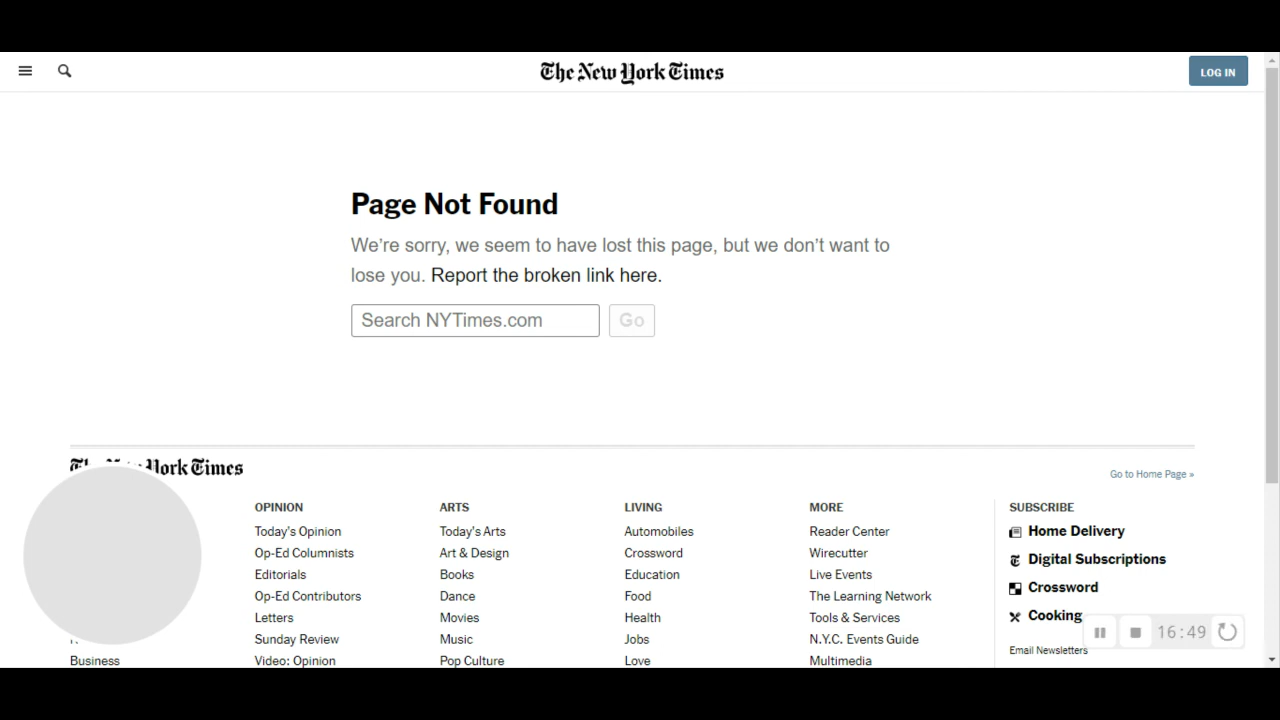 The New York Times
LOG IN
Page Not Found
We're sorry, we seem to have lost this page, but we don't want to
lose you. Report the broken link here.
Search NYTimes.com
Go
York Times
Go to Home Page »
OPINION
Today's Opinion
Op-Ed Columnists
Editorials
Op-Ed Contributors
Letters
Sunday Review
Video: Opinion
ARTS
Today's Arts
Art & Design
Books
Dance
Movies
Music
Pop Culture
LIVING
Automobiles
Crossword
Education
Food
Health
Jobs
Love
MORE
Reader Center
Wirecutter
Live Events
The Learning Network
Tools & Services
N.Y.C. Events Guide
Multimedia
SUBSCRIBE
Home Delivery
Digital Subscriptions
Crossword
Cooking
Email Newsletters
Business
16:49